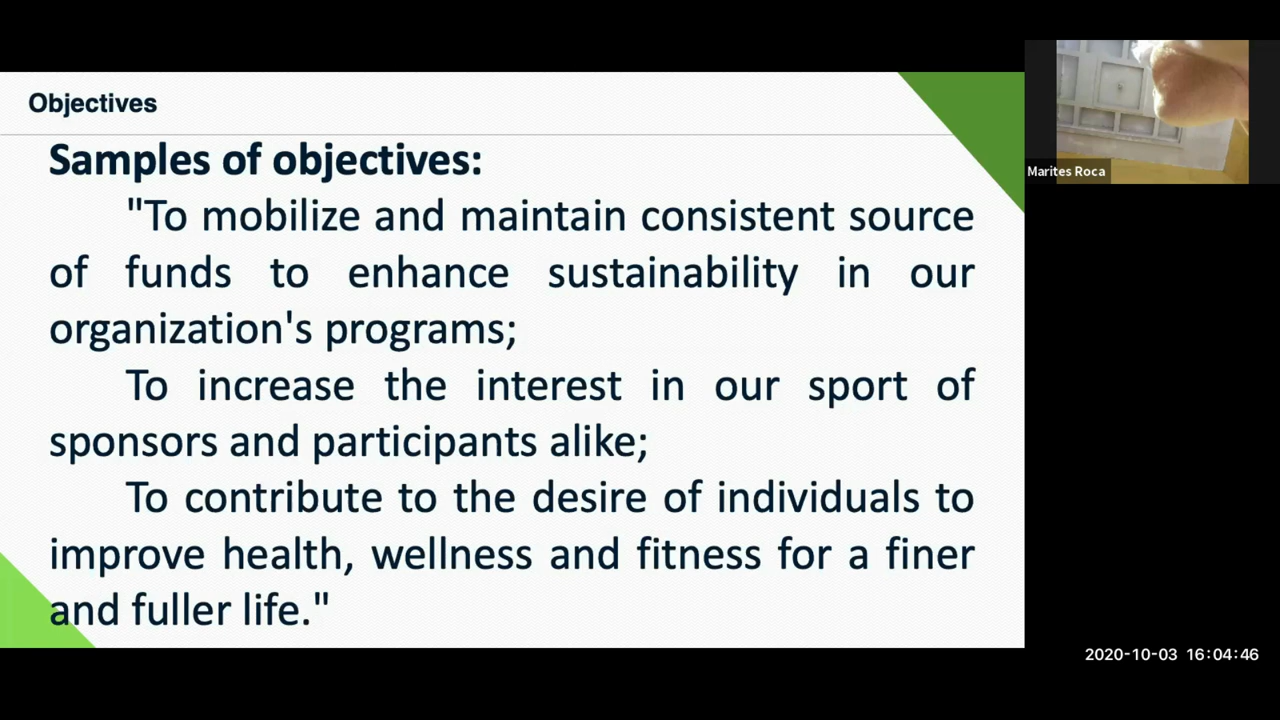 Objectives
Samples of objectives:
"To mobilize and maintain consistent source
of funds to enhance sustainability in our
organization's programs;
To increase the interest in our sport of
sponsors and participants alike;
To contribute to the desire of individuals to
improve health, wellness and fitness for a finer
and fuller life."
Marites Roca
2020-10-03 16:04:46